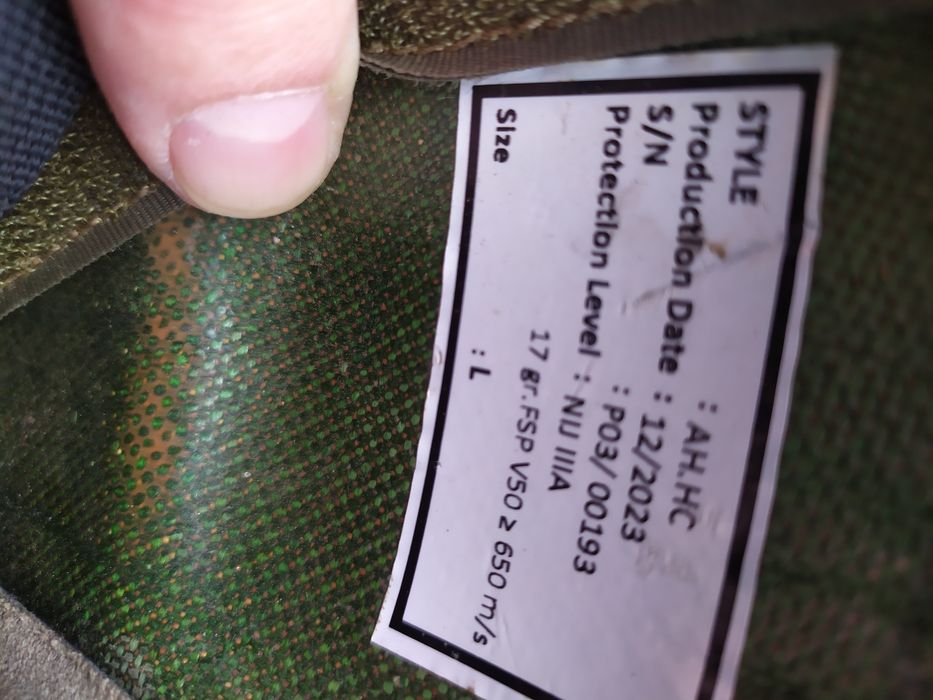 STYLE : AH.HC
Production Date : 12/2023
S/N : P03/ 00193
Protection Level : NIJ IIIA
17 gr.FSP V50 ≥ 650 m/s
Size : L